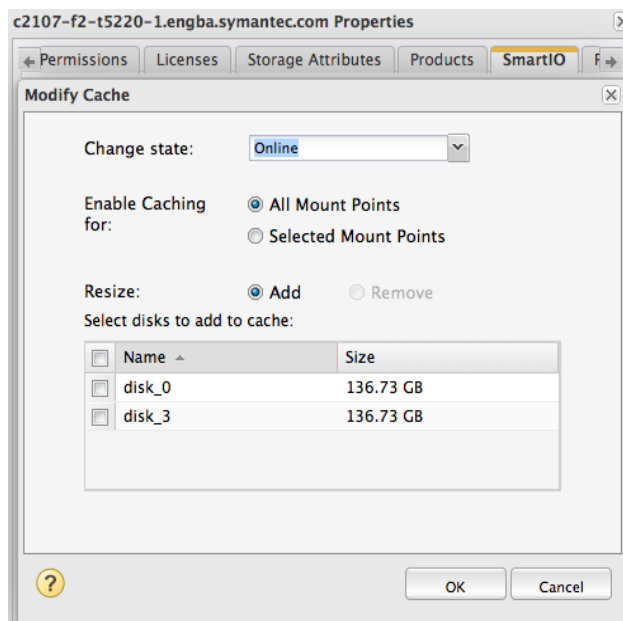 c2107-f2-t5220-1.engba.symantec.com Properties
Permissions Licenses Storage Attributes Products SmartIO
Modify Cache
Change state: Online
Enable Caching for: All Mount Points
Selected Mount Points
Resize: Add Remove
Select disks to add to cache:
Name Size
disk_0 136.73 GB
disk_3 136.73 GB
? OK Cancel